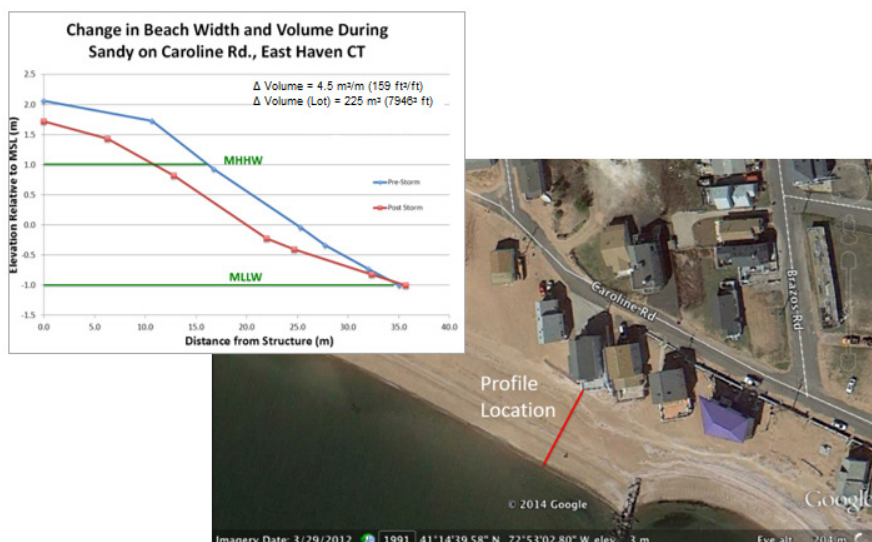 Change in Beach Width and Volume During
Sandy on Caroline Rd., East Haven CT
Δ Volume = 4.5 m³/m (159 ft³/ft)
Δ Volume (Lot) = 225 m³ (7946³ ft)
Elevation Relative to MSL (m)
2.5
2.0
1.5
1.0
0.5
0.0
-0.5
-1.0
-1.5
MHHW
MLLW
Pre-Storm
Post Storm
0.0 5.0 10.0 15.0 20.0 25.0 30.0 35.0 40.0
Distance from Structure (m)
Caroline Rd
Brazos Rd
Profile
Location
© 2014 Google
Google
Imagery Date: 3/29/2012 1991 41°14'39.58" N 72°53'02.80" W elev 3 m Eye alt 204 m